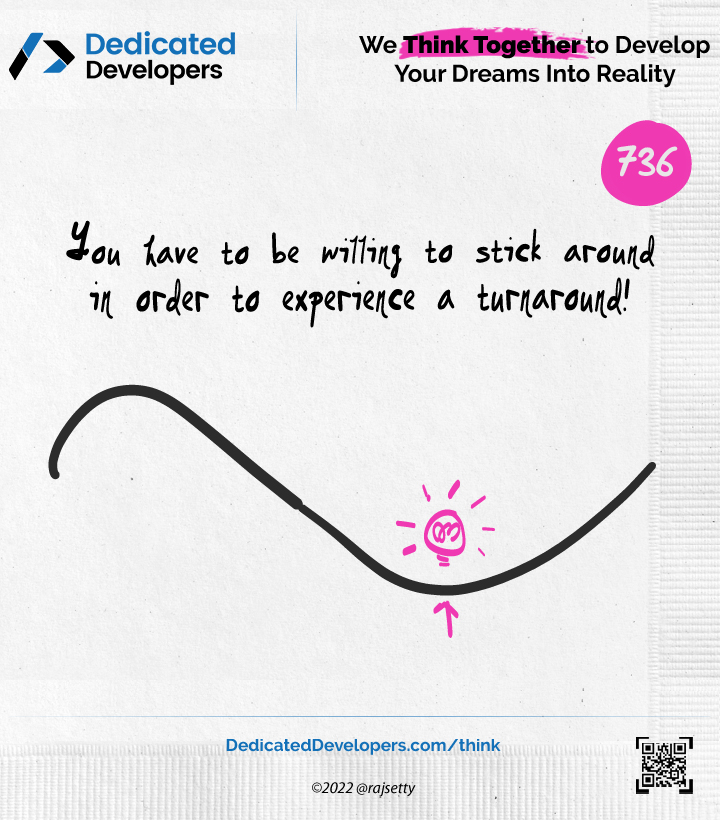 Dedicated
Developers
We Think Together to Develop
Your Dreams Into Reality
736
You have to be willing to stick around
in order to experience a turnaround!
DedicatedDevelopers.com/think
©2022 @rajsetty